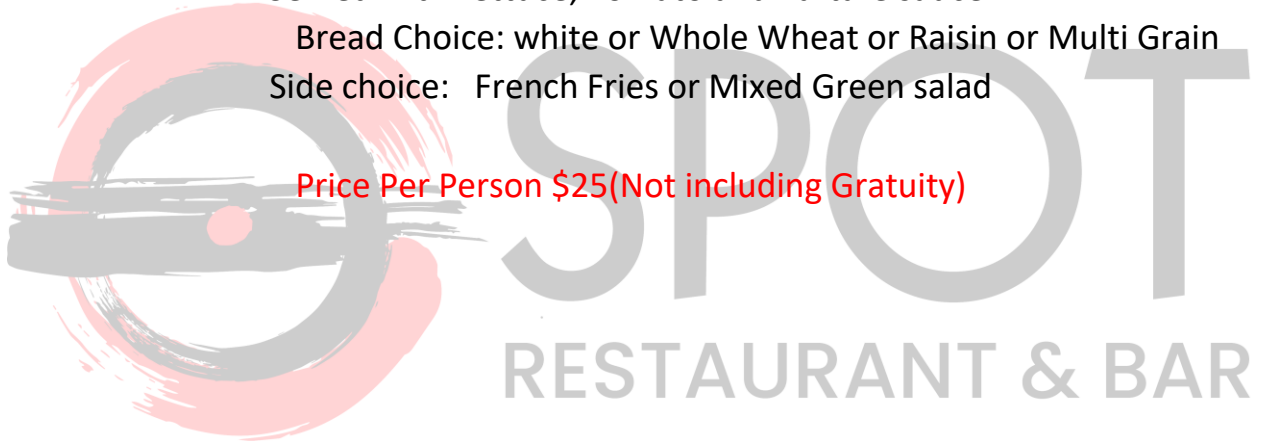 Bread Choice: white or Whole Wheat or Raisin or Multi Grain
Side choice: French Fries or Mixed Green salad
Price Per Person $25(Not including Gratuity)
SPOT
RESTAURANT & BAR